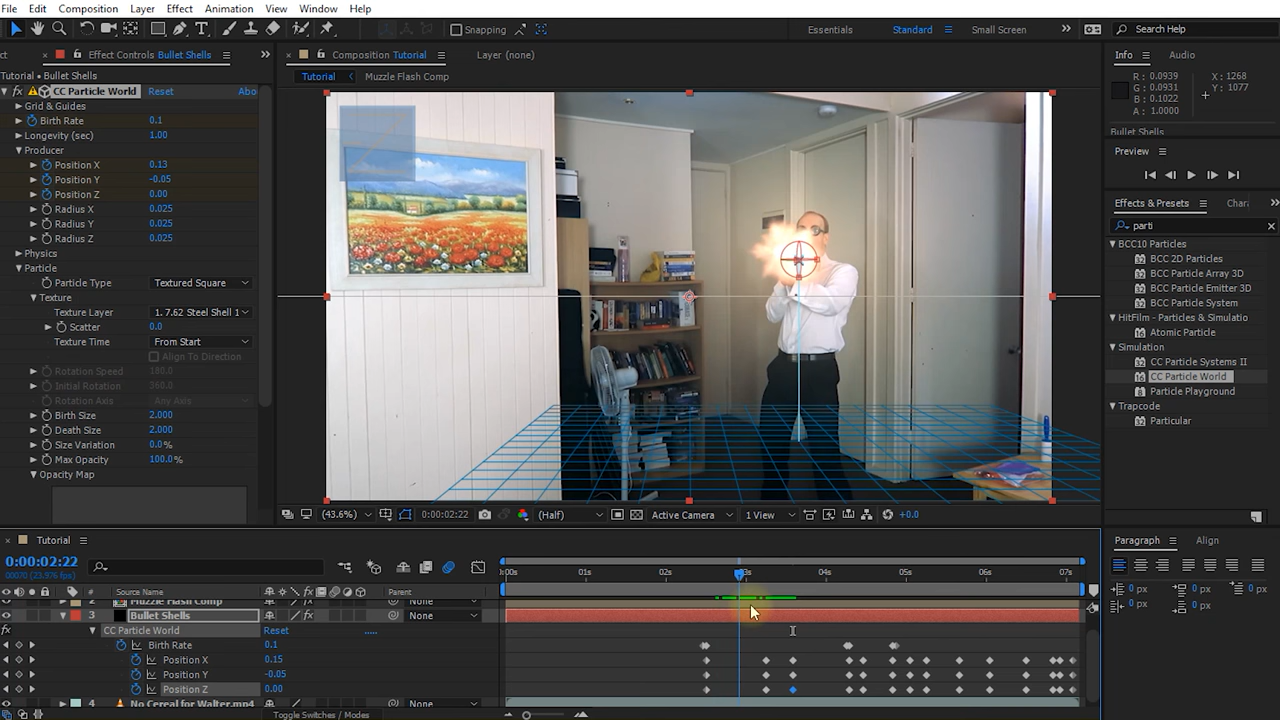 File Edit Composition Layer Effect Animation View Window Help
Snapping Essentials Standard Small Screen Search Help
Effect Controls Bullet Shells Composition Tutorial Layer (none) Info Audio
Tutorial • Bullet Shells Tutorial Muzzle Flash Comp
R: 0.0939 X: 1268
G: 0.0939 Y: 1077
B: 0.1022
A: 1.0000
fx CC Particle World Reset Abo
Grid & Guides
Birth Rate 0.1
Longevity (sec) 1.00
Producer
Position X 0.13
Position Y -0.05
Position Z 0.00
Radius X 0.025
Radius Y 0.025
Radius Z 0.025
Physics
Particle
Particle Type Textured Square
Texture
Texture Layer 1. 7.62 Steel Shell 1
Scatter 0.0
Texture Time From Start
Align To Direction
Rotation Speed 180.0
Initial Rotation 360.0
Rotation Axis Any Axis
Birth Size 2.000
Death Size 2.000
Size Variation 0.0%
Max Opacity 100.0%
Opacity Map
Bullet Shells
Preview
Effects & Presets Chara
parti
BCC10 Particles
BCC 2D Particles
BCC Particle Array 3D
BCC Particle Emitter 3D
BCC Particle System
HitFilm - Particles & Simulatio
Atomic Particle
Simulation
CC Particle Systems II
CC Particle World
Particle Playground
Trapcode
Particular
(43.6%) 0:00:02:22 (Half) Active Camera 1 View +0.0
Tutorial
0:00:02:22
00070 (23.976 fps)
:00s 01s 02s 03s 04s 05s 06s 07s
# Source Name Parent
2 Muzzle Flash Comp None
3 Bullet Shells None
fx CC Particle World Reset .....
Birth Rate 0.1
Position X 0.15
Position Y -0.05
Position Z 0.00
4 No Cereal for Walter.mp4 None
Toggle Switches / Modes
Paragraph Align
0 px 0 px 0 px
0 px 0 px